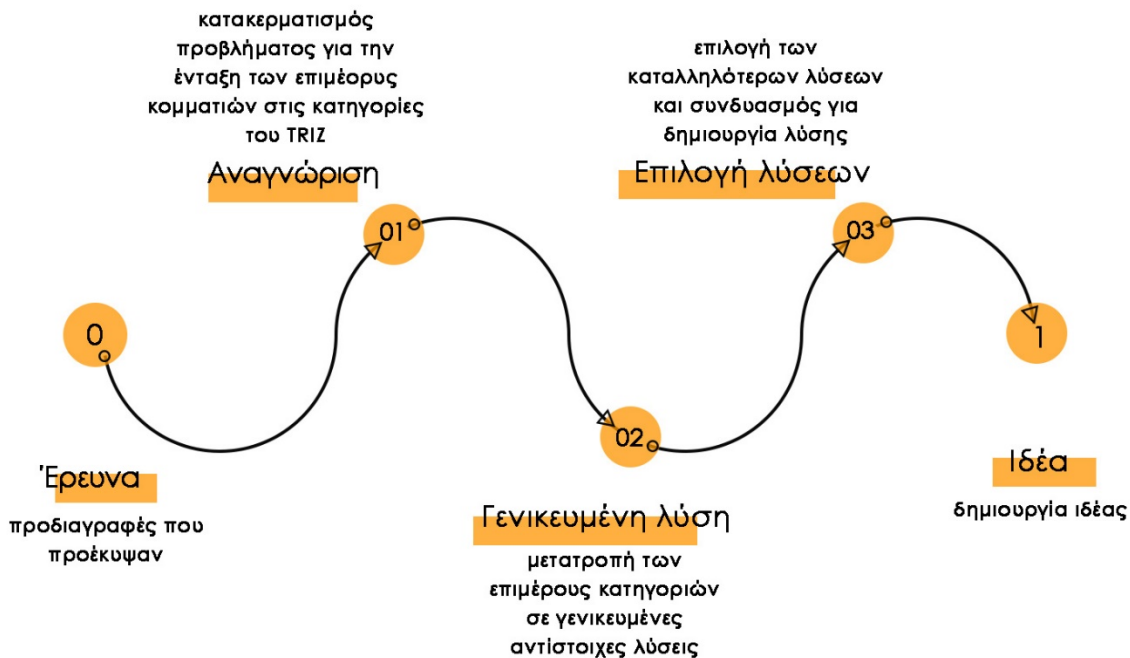 0
Έρευνα
προδιαγραφές που
προέκυψαν
κατακερματισμός
προβλήματος για την
ένταξη των επιμέορυς
κομματιών στις κατηγορίες
του TRIZ
Αναγνώριση
01
02
Γενικευμένη λύση
μετατροπή των
επιμέρους κατηγοριών
σε γενικευμένες
αντίστοιχες λύσεις
επιλογή των
καταλληλότερων λύσεων
και συνδυασμός για
δημιουργία λύσης
Επιλογή λύσεων
03
1
Ιδέα
δημιουργία ιδέας